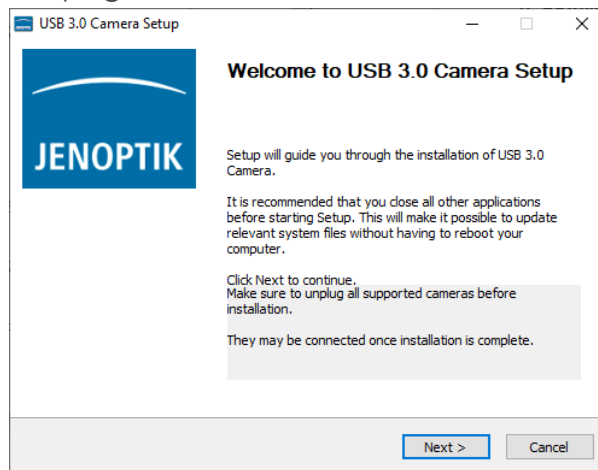 USB 3.0 Camera Setup
JENOPTIK
Welcome to USB 3.0 Camera Setup
JENOPTIK
Setup will guide you through the installation of USB 3.0
Camera.
It is recommended that you close all other applications
before starting Setup. This will make it possible to update
relevant system files without having to reboot your
computer.
Click Next to continue.
Make sure to unplug all supported cameras before
installation.
They may be connected once installation is complete.
Next >
Cancel